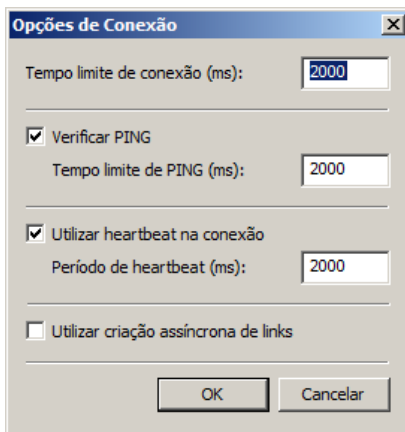 Opções de Conexão
Tempo limite de conexão (ms): 2000
Verificar PING
Tempo limite de PING (ms): 2000
Utilizar heartbeat na conexão
Período de heartbeat (ms): 2000
Utilizar criação assíncrona de links
OK Cancelar